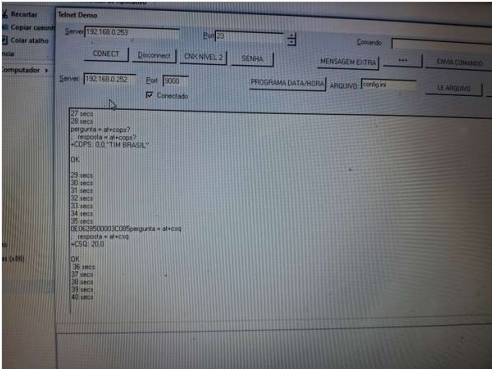 Recortar
Telnet Demo
Copiar
Colar atalho
Server 192.168.0.253 Port 23 Comando
CONECT Disconnect CNX NIVEL 2 SENHA MENSAGEM EXTRA ENVIA COMANDO
Computador
Server: 192.168.0.252 Port 9000 PROGRAMA DATA/HORA ARQUIVO: config.ini LE ARQUIVO
Conectado
27 secs
28 secs
pergunta = at+cops?
: resposta = at+cops?
+COPS: 0,0,"TIM BRASIL"
OK
29 secs
30 secs
31 secs
32 secs
33 secs
34 secs
35 secs
pergunta = at+csq
: resposta = at+csq
+CSQ: 20,0
OK
36 secs
37 secs
38 secs
39 secs
40 secs
(x86)